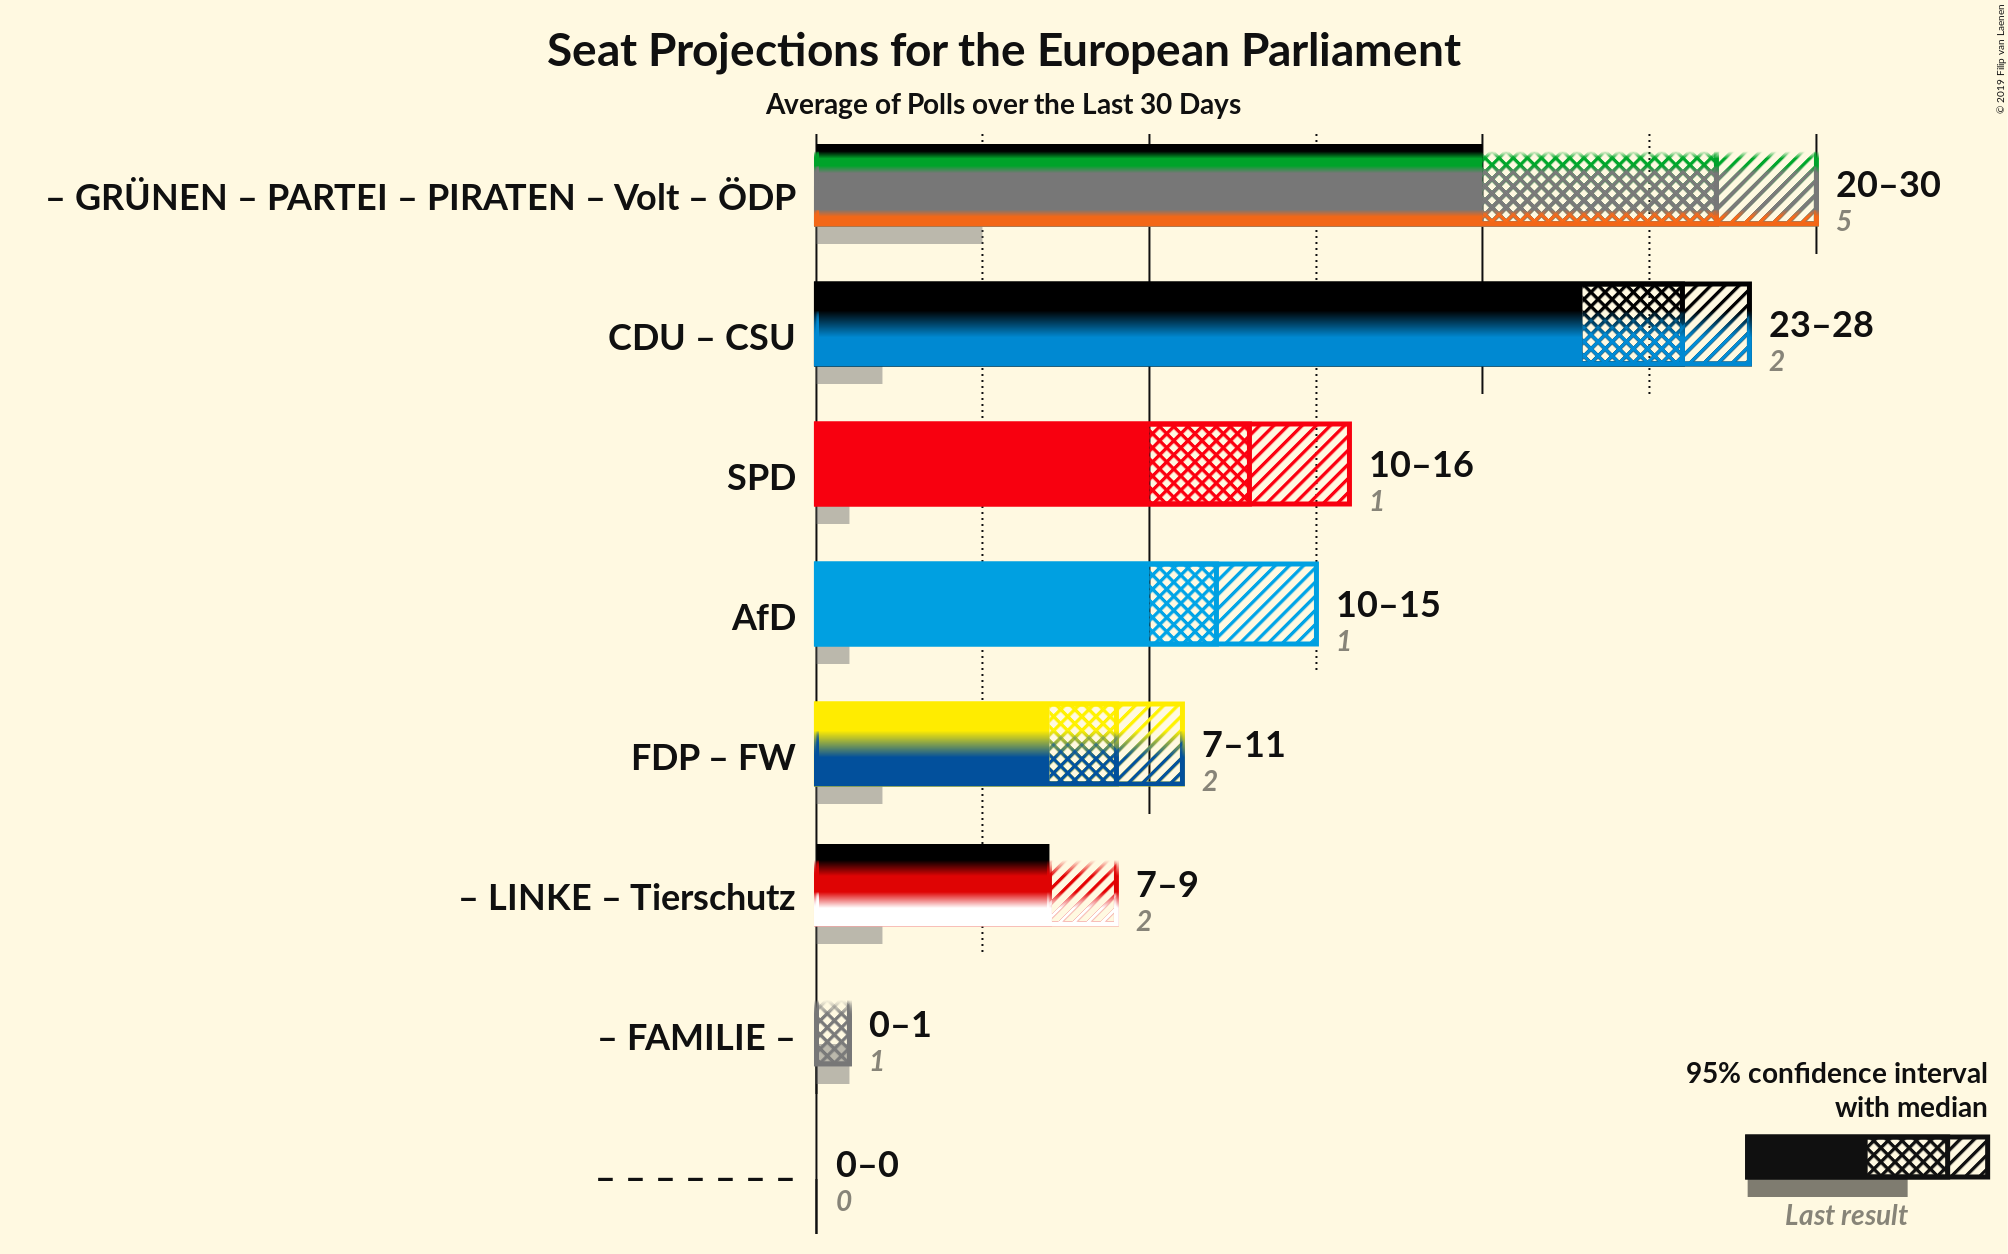 Seat Projections for the European Parliament
Average of Polls over the Last 30 Days
© 2019 Filip van Laenen
– GRÜNEN – PARTEI – PIRATEN – Volt – ÖDP
20–30
5
CDU – CSU
23–28
2
SPD
10–16
1
AfD
10–15
1
FDP – FW
7–11
2
– LINKE – Tierschutz
7–9
2
– FAMILIE –
0–1
1
– – – – – – –
0–0
0
95% confidence interval
with median
Last result